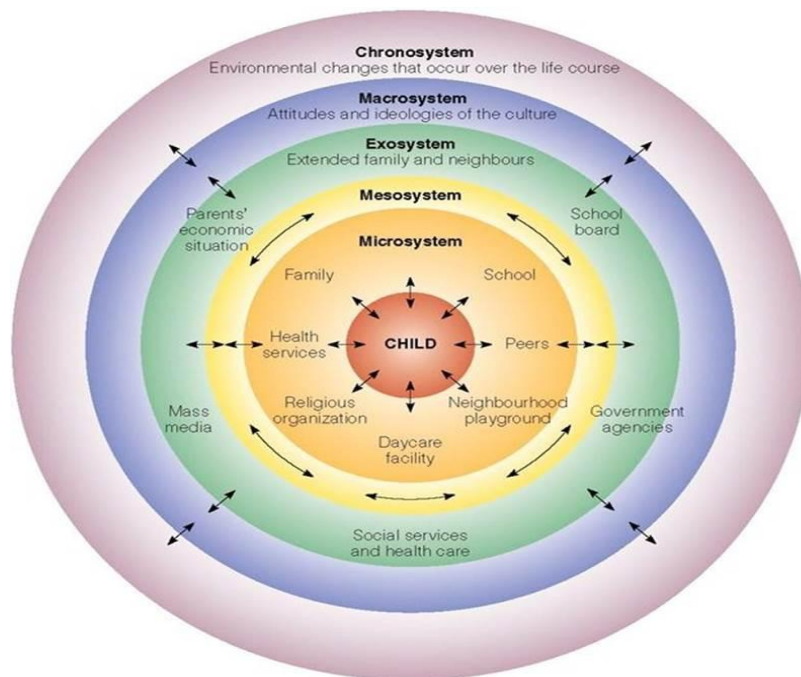 Chronosystem
Environmental changes that occur over the life course
Macrosystem
Attitudes and ideologies of the culture
Exosystem
Extended family and neighbours
Mesosystem
Parents'
economic
situation
School
board
Microsystem
Family
School
Health
services
CHILD
Peers
Religious
organization
Neighbourhood
playground
Mass
media
Government
agencies
Daycare
facility
Social services
and health care